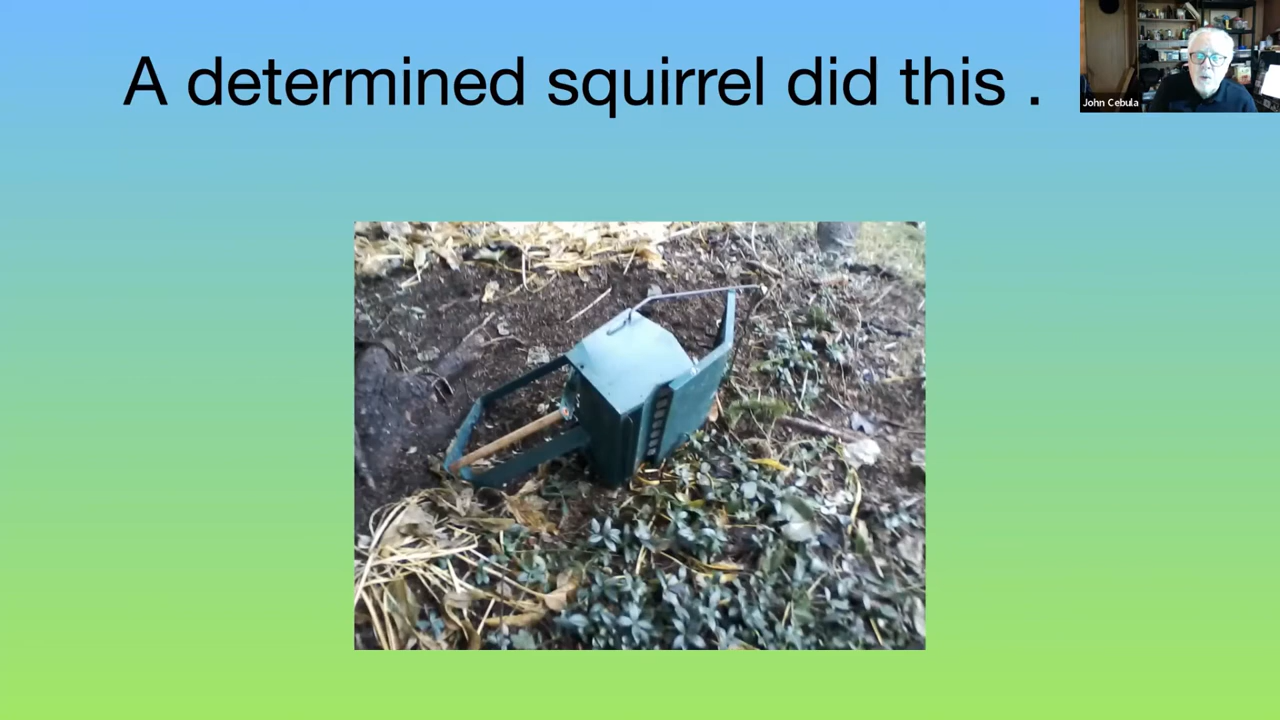 A determined squirrel did this .
John Cebula